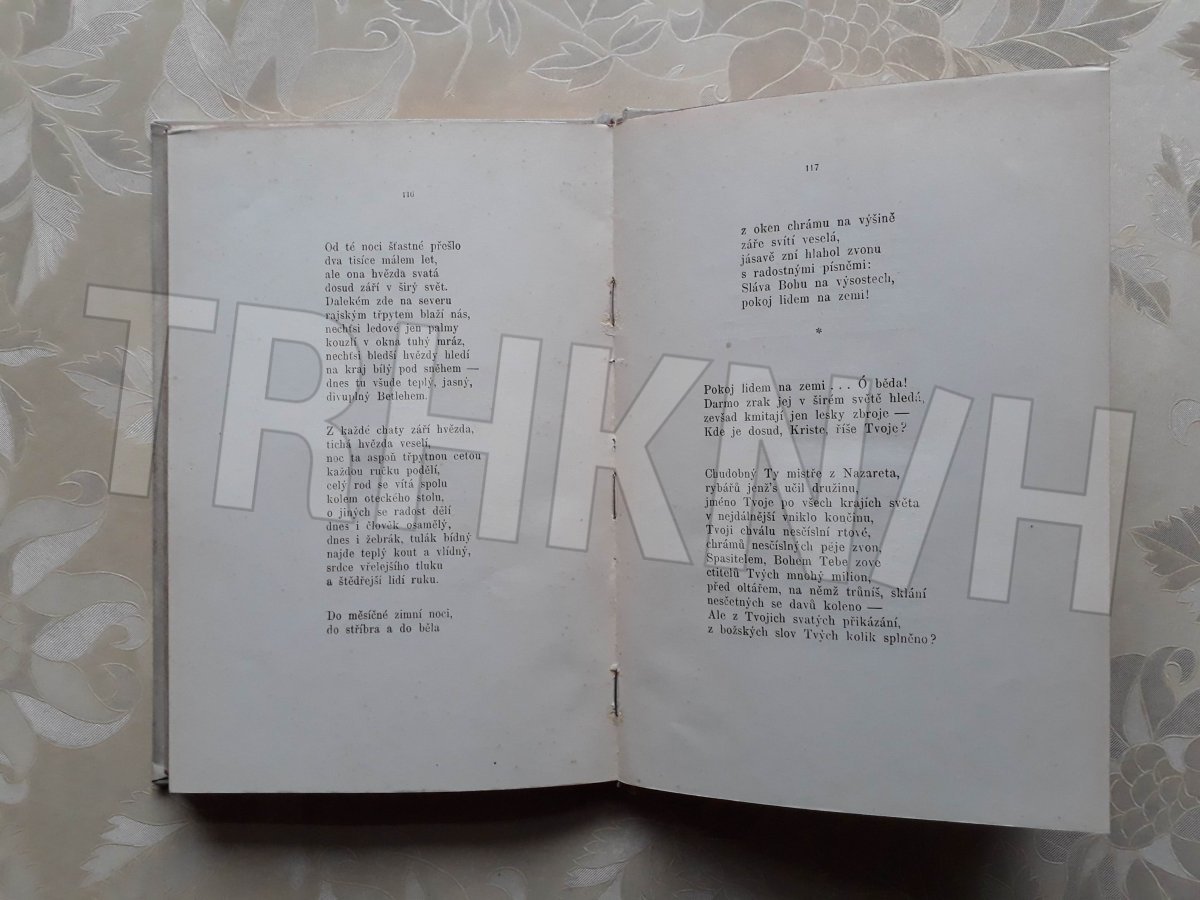 116
Od té noci šťastné přešlo
dva tisíce málem let,
ale ona hvězda svatá
dosud září v širý svět.
Dalekém zde na severu
rajským třpytem blaží nás,
nechťsi ledové jen palmy
kouzlí v okna tuhý mráz,
nechťsi bledší hvězdy hledí
na kraj bílý pod sněhem —
dnes tu všude teplý, jasný,
divuplný Betlehem.
Z každé chaty září hvězda,
tichá hvězda veselí,
noc ta aspoň třpytnou cetou
každou ručku podělí,
celý rod se vítá spolu
kolem oteckého stolu,
o jiných se radost dělí
dnes i člověk osamělý,
dnes i žebrák, tulák bídný
najde teplý kout a vlídný,
srdce vřelejšího tluku
a štědřejší lidí ruku.
Do měsíčné zimní noci,
do stříbra a do běla
117
z oken chrámu na výšině
záře svítí veselá,
jásavě zní hlahol zvonu
s radostnými písněmi:
Sláva Bohu na výsostech,
pokoj lidem na zemi!
*
Pokoj lidem na zemi . . . Ó běda!
Darmo zrak jej v širém světě hledá,
zevšad kmitají jen lesky zbroje —
Kde je dosud, Kriste, říše Tvoje?
Chudobný Ty mistře z Nazareta,
rybářů jenž's učil družinu,
jméno Tvoje po všech krajích světa
v nejdálnější vniklo končinu,
Tvoji chválu nesčíslní rtové,
chrámů nesčíslných pěje zvon,
Spasitelem, Bohem Tebe zove
ctitelů Tvých mnohý milion,
před oltářem, na němž trůníš, sklání
nesčetných se davů koleno —
Ale z Tvojich svatých přikázání,
z božských slov Tvých kolik splněno?
TRHKNIH